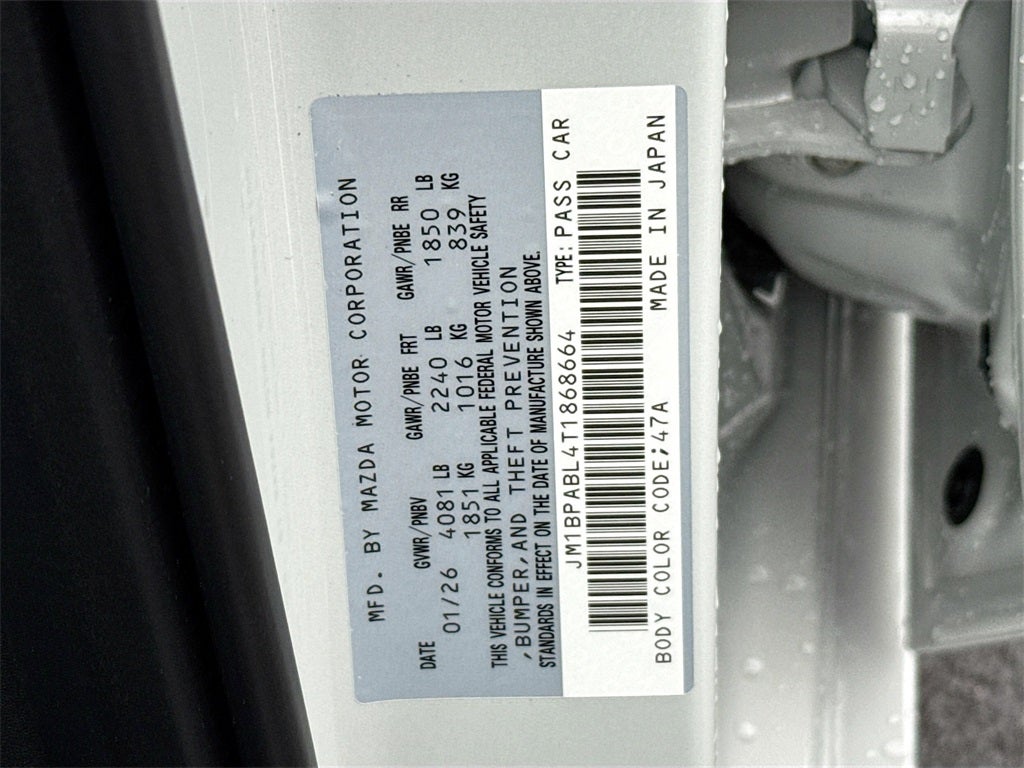 MFD. BY MAZDA MOTOR CORPORATION
DATE GVWR/PNBV GAWR/PNBE FRT GAWR/PNBE RR
01/26 4081 LB 2240 LB 1850 LB
1851 KG 1016 KG 839 KG
THIS VEHICLE CONFORMS TO ALL APPLICABLE FEDERAL MOTOR VEHICLE SAFETY
,BUMPER,AND THEFT PREVENTION
STANDARDS IN EFFECT ON THE DATE OF MANUFACTURE SHOWN ABOVE.
JM1BPABL4T1868664 TYPE: PASS CAR
BODY COLOR CODE;47A MADE IN JAPAN